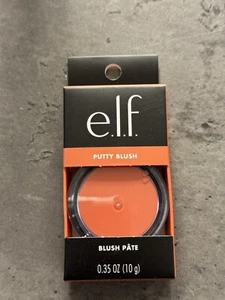 e.l.f.
PUTTY BLUSH
BLUSH PÂTE
0.35 OZ (10 g)